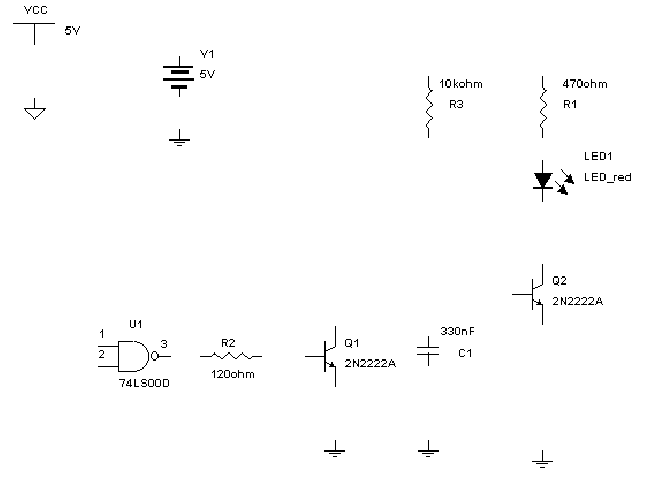 VCC
5V
V1
5V
10kohm
R3
470ohm
R1
LED1
LED_red
Q2
2N2222A
U1
1
2
3
74LS00D
R2
120ohm
Q1
2N2222A
330nF
C1